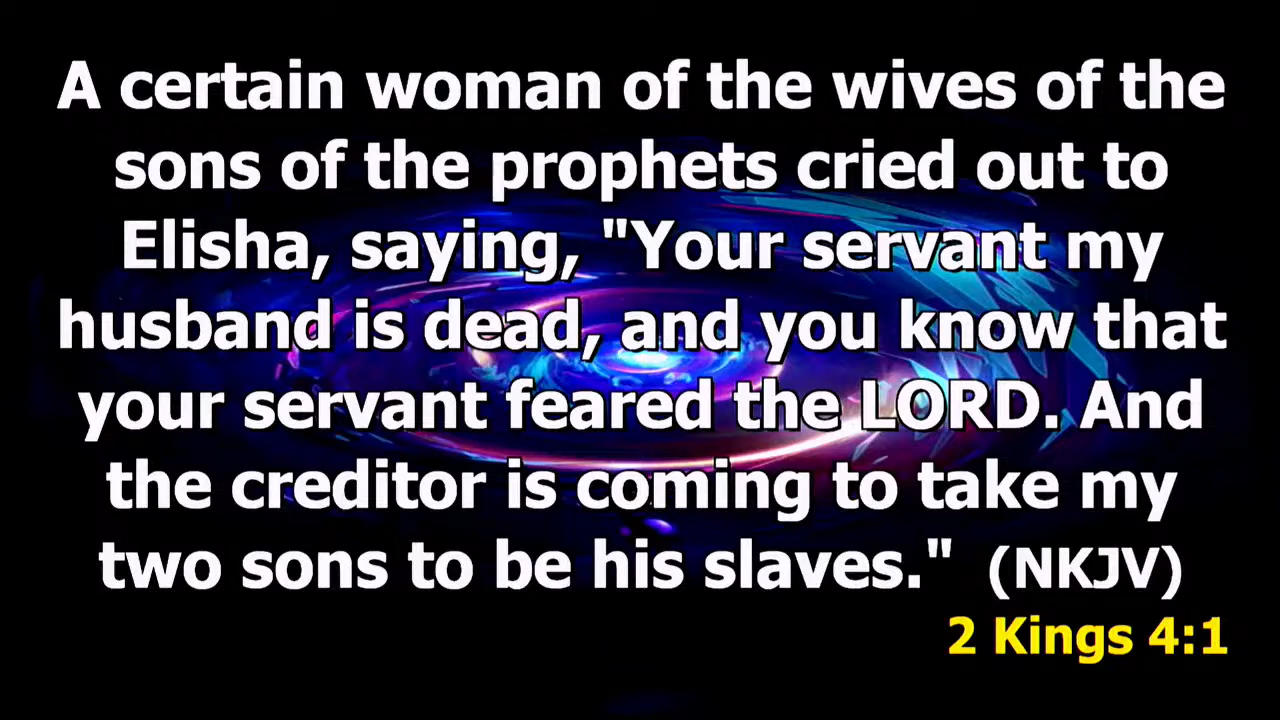 A certain woman of the wives of the
sons of the prophets cried out to
Elisha, saying, "Your servant my
husband is dead, and you know that
your servant feared the LORD. And
the creditor is coming to take my
two sons to be his slaves." (NKJV)
2 Kings 4:1